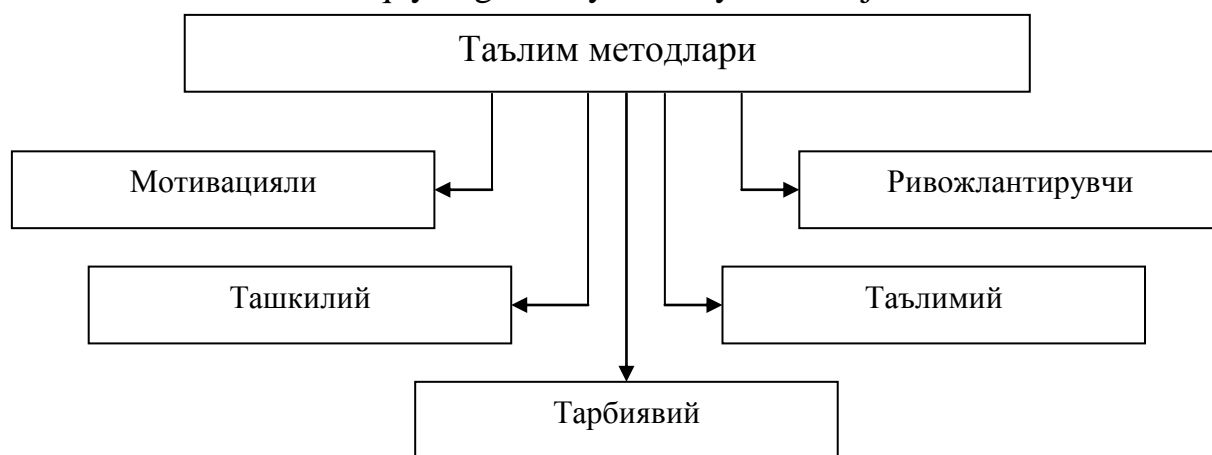 Таълим методлари
Мотивацияли
Ривожлантирувчи
Ташкилий
Таълимий
Тарбиявий